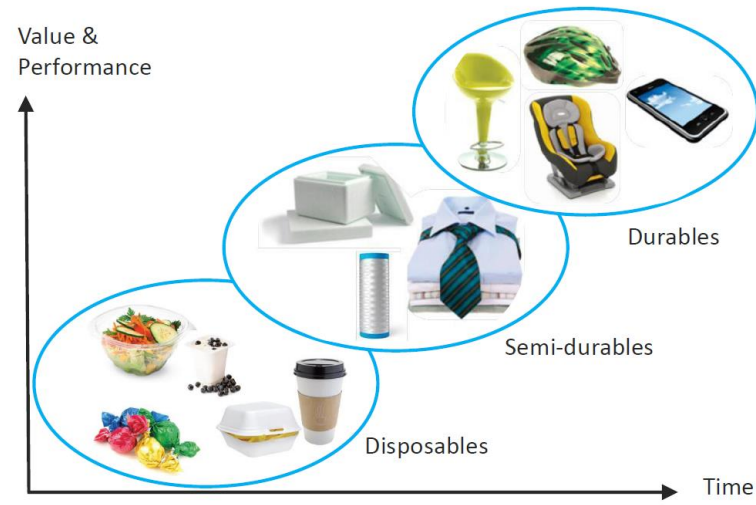 Value &
Performance
Durables
Semi-durables
Disposables
Time